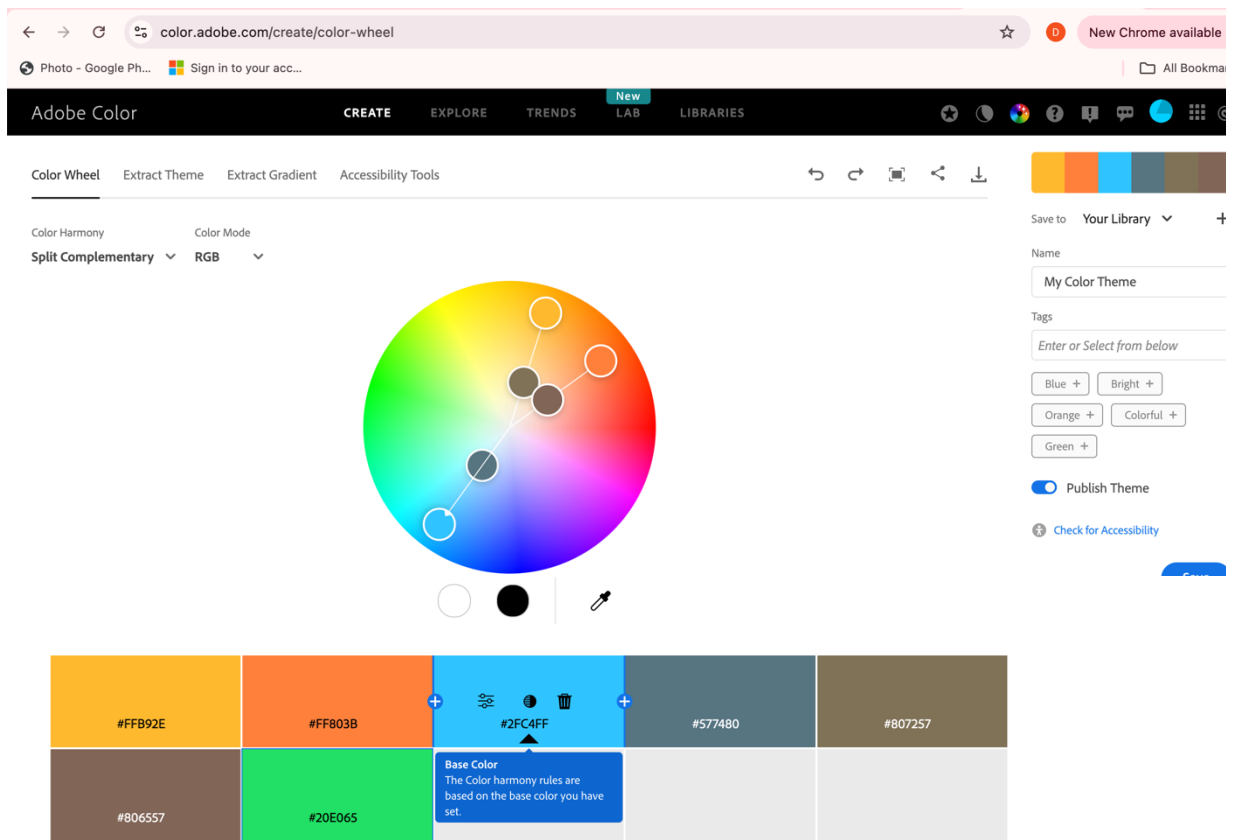 color.adobe.com/create/color-wheel
D
New Chrome available
Photo - Google Ph...
Sign in to your acc...
All Bookmar
Adobe Color
CREATE
EXPLORE
TRENDS
New
LAB
LIBRARIES
Color Wheel
Extract Theme
Extract Gradient
Accessibility Tools
Save to
Your Library
Color Harmony
Color Mode
Split Complementary
RGB
Name
My Color Theme
Tags
Enter or Select from below
Blue +
Bright +
Orange +
Colorful +
Green +
Publish Theme
Check for Accessibility
Save
#FFB92E
#FF803B
#2FC4FF
#577480
#807257
Base Color
The Color harmony rules are
based on the base color you have
set.
#806557
#20E065